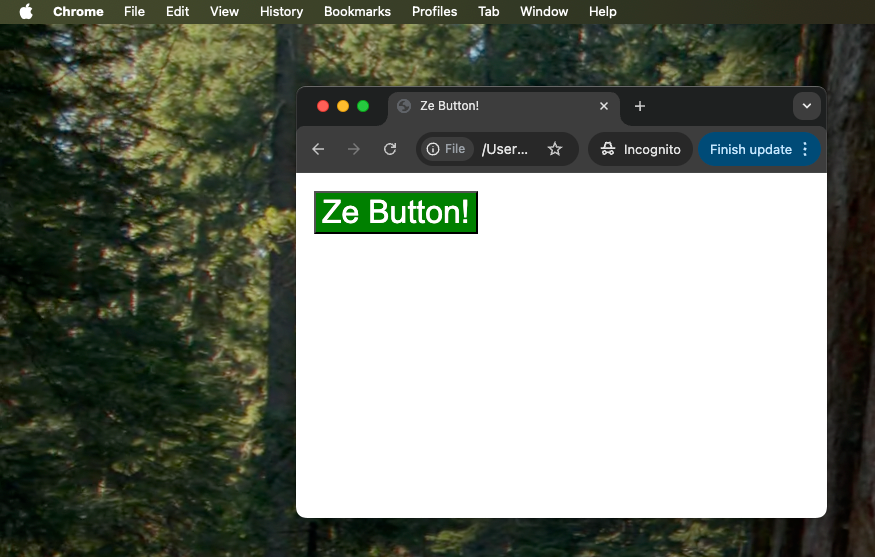 Chrome File Edit View History Bookmarks Profiles Tab Window Help
Ze Button!
File /User... Incognito Finish update
Ze Button!